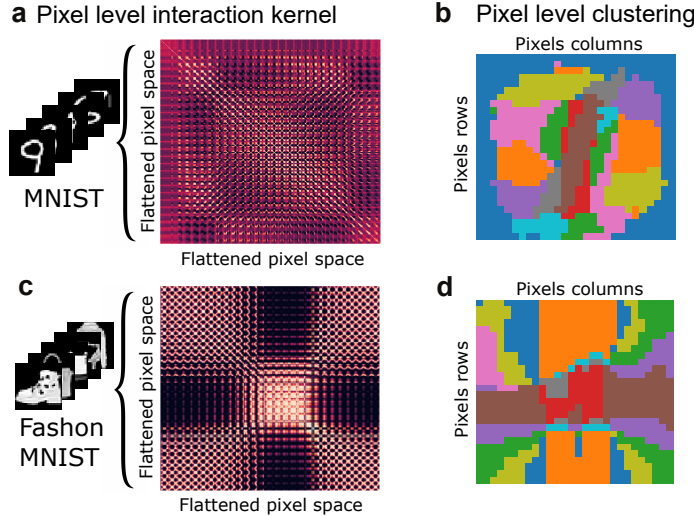 a Pixel level interaction kernel
b Pixel level clustering
Flattened pixel space
MNIST
Flattened pixel space
Pixels columns
Pixels rows
c
Flattened pixel space
Fashon
MNIST
Flattened pixel space
d
Pixels columns
Pixels rows